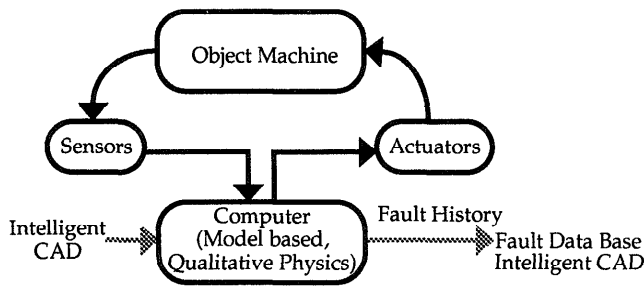 Object Machine
Sensors
Actuators
Intelligent
CAD
Computer
(Model based,
Qualitative Physics)
Fault History
Fault Data Base
Intelligent CAD